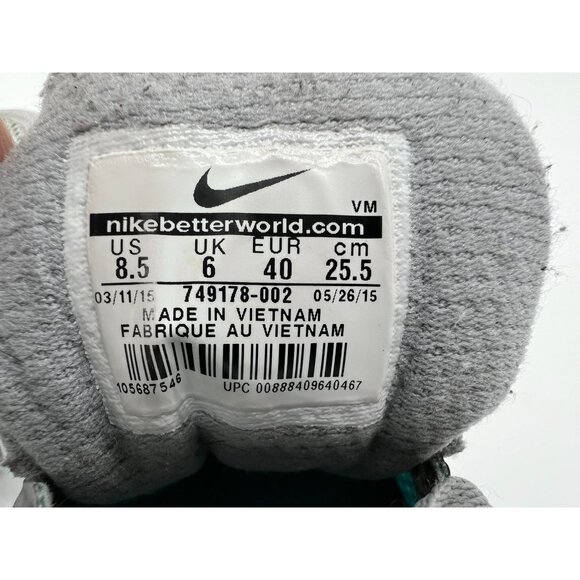 VM
nikebetterworld.com
US UK EUR cm
8.5 6 40 25.5
03/11/15 749178-002 05/26/15
MADE IN VIETNAM
FABRIQUE AU VIETNAM
105687546 UPC 00888409640467